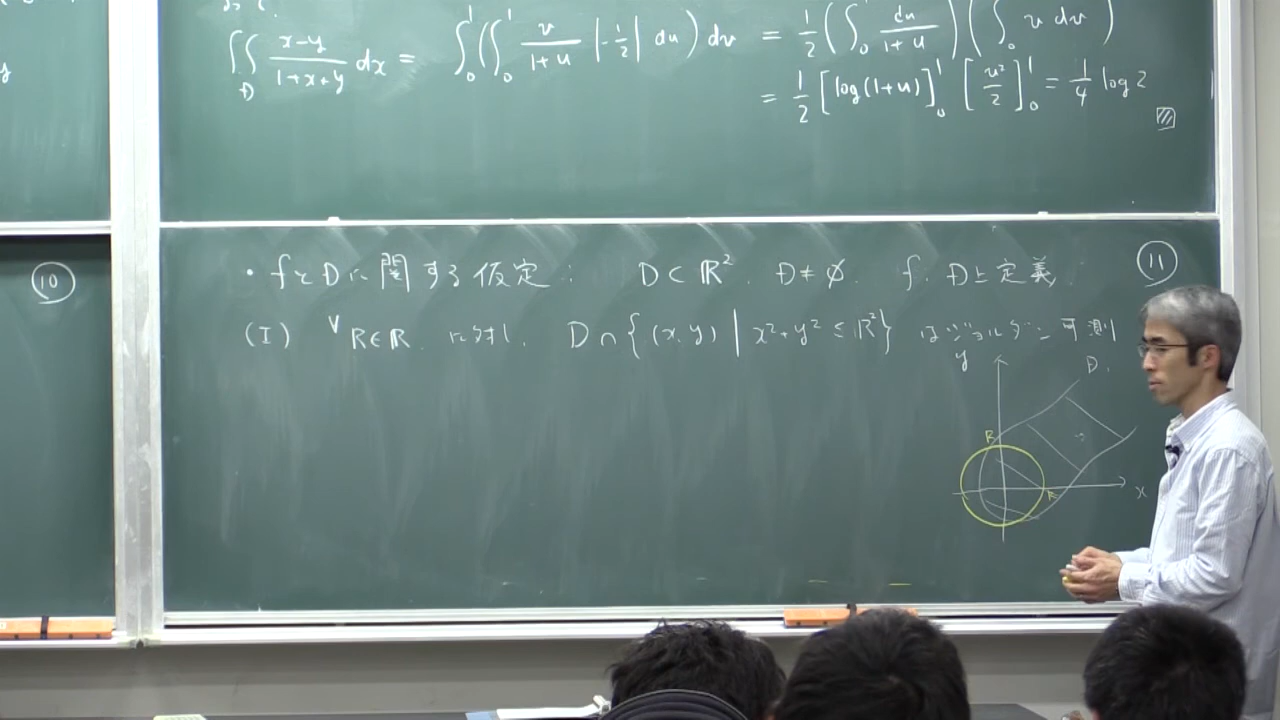 y
∬_D (x-y)/(1+x+y) dx = ∫_0^1 (∫_0^1 v/(1+u) |-1/2| du) dv = 1/2 (∫_0^1 du/(1+u)) (∫_0^1 v dv)
= 1/2 [log(1+u)]_0^1 [v²/2]_0^1 = 1/4 log 2
10
・fとDに関する仮定: D⊂ℝ² D≠∅. f: D上定義. 11
(I) ∀R∈ℝ に対し, D∩{(x,y) | x²+y² ≤ ℝ²} はジョルダン可測
y
D.
R
R
x